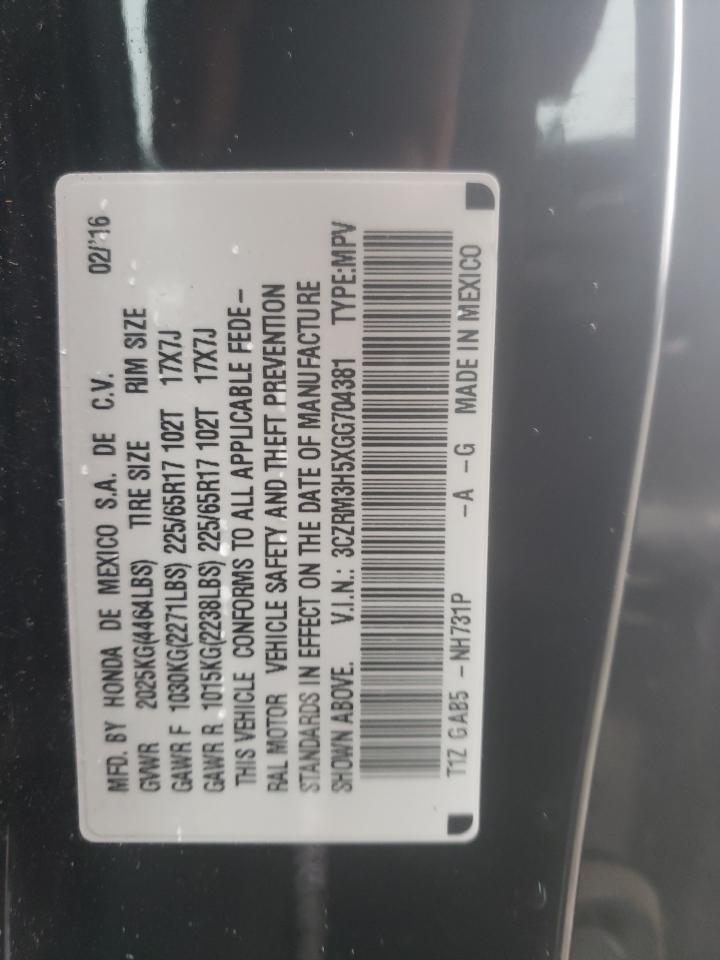 MFD. BY HONDA DE MEXICO S.A. DE C.V. 02/'16
GVWR 2025KG(4464LBS) TIRE SIZE RIM SIZE
GAWR F 1030KG(2271LBS) 225/65R17 102T 17X7J
GAWR R 1015KG(2238LBS) 225/65R17 102T 17X7J
THIS VEHICLE CONFORMS TO ALL APPLICABLE FEDE-
RAL MOTOR VEHICLE SAFETY AND THEFT PREVENTION
STANDARDS IN EFFECT ON THE DATE OF MANUFACTURE
SHOWN ABOVE. V.I.N.: 3CZRM3H5XGG704381 TYPE:MPV
T1Z GAB5 -NH731P -A -G MADE IN MEXICO